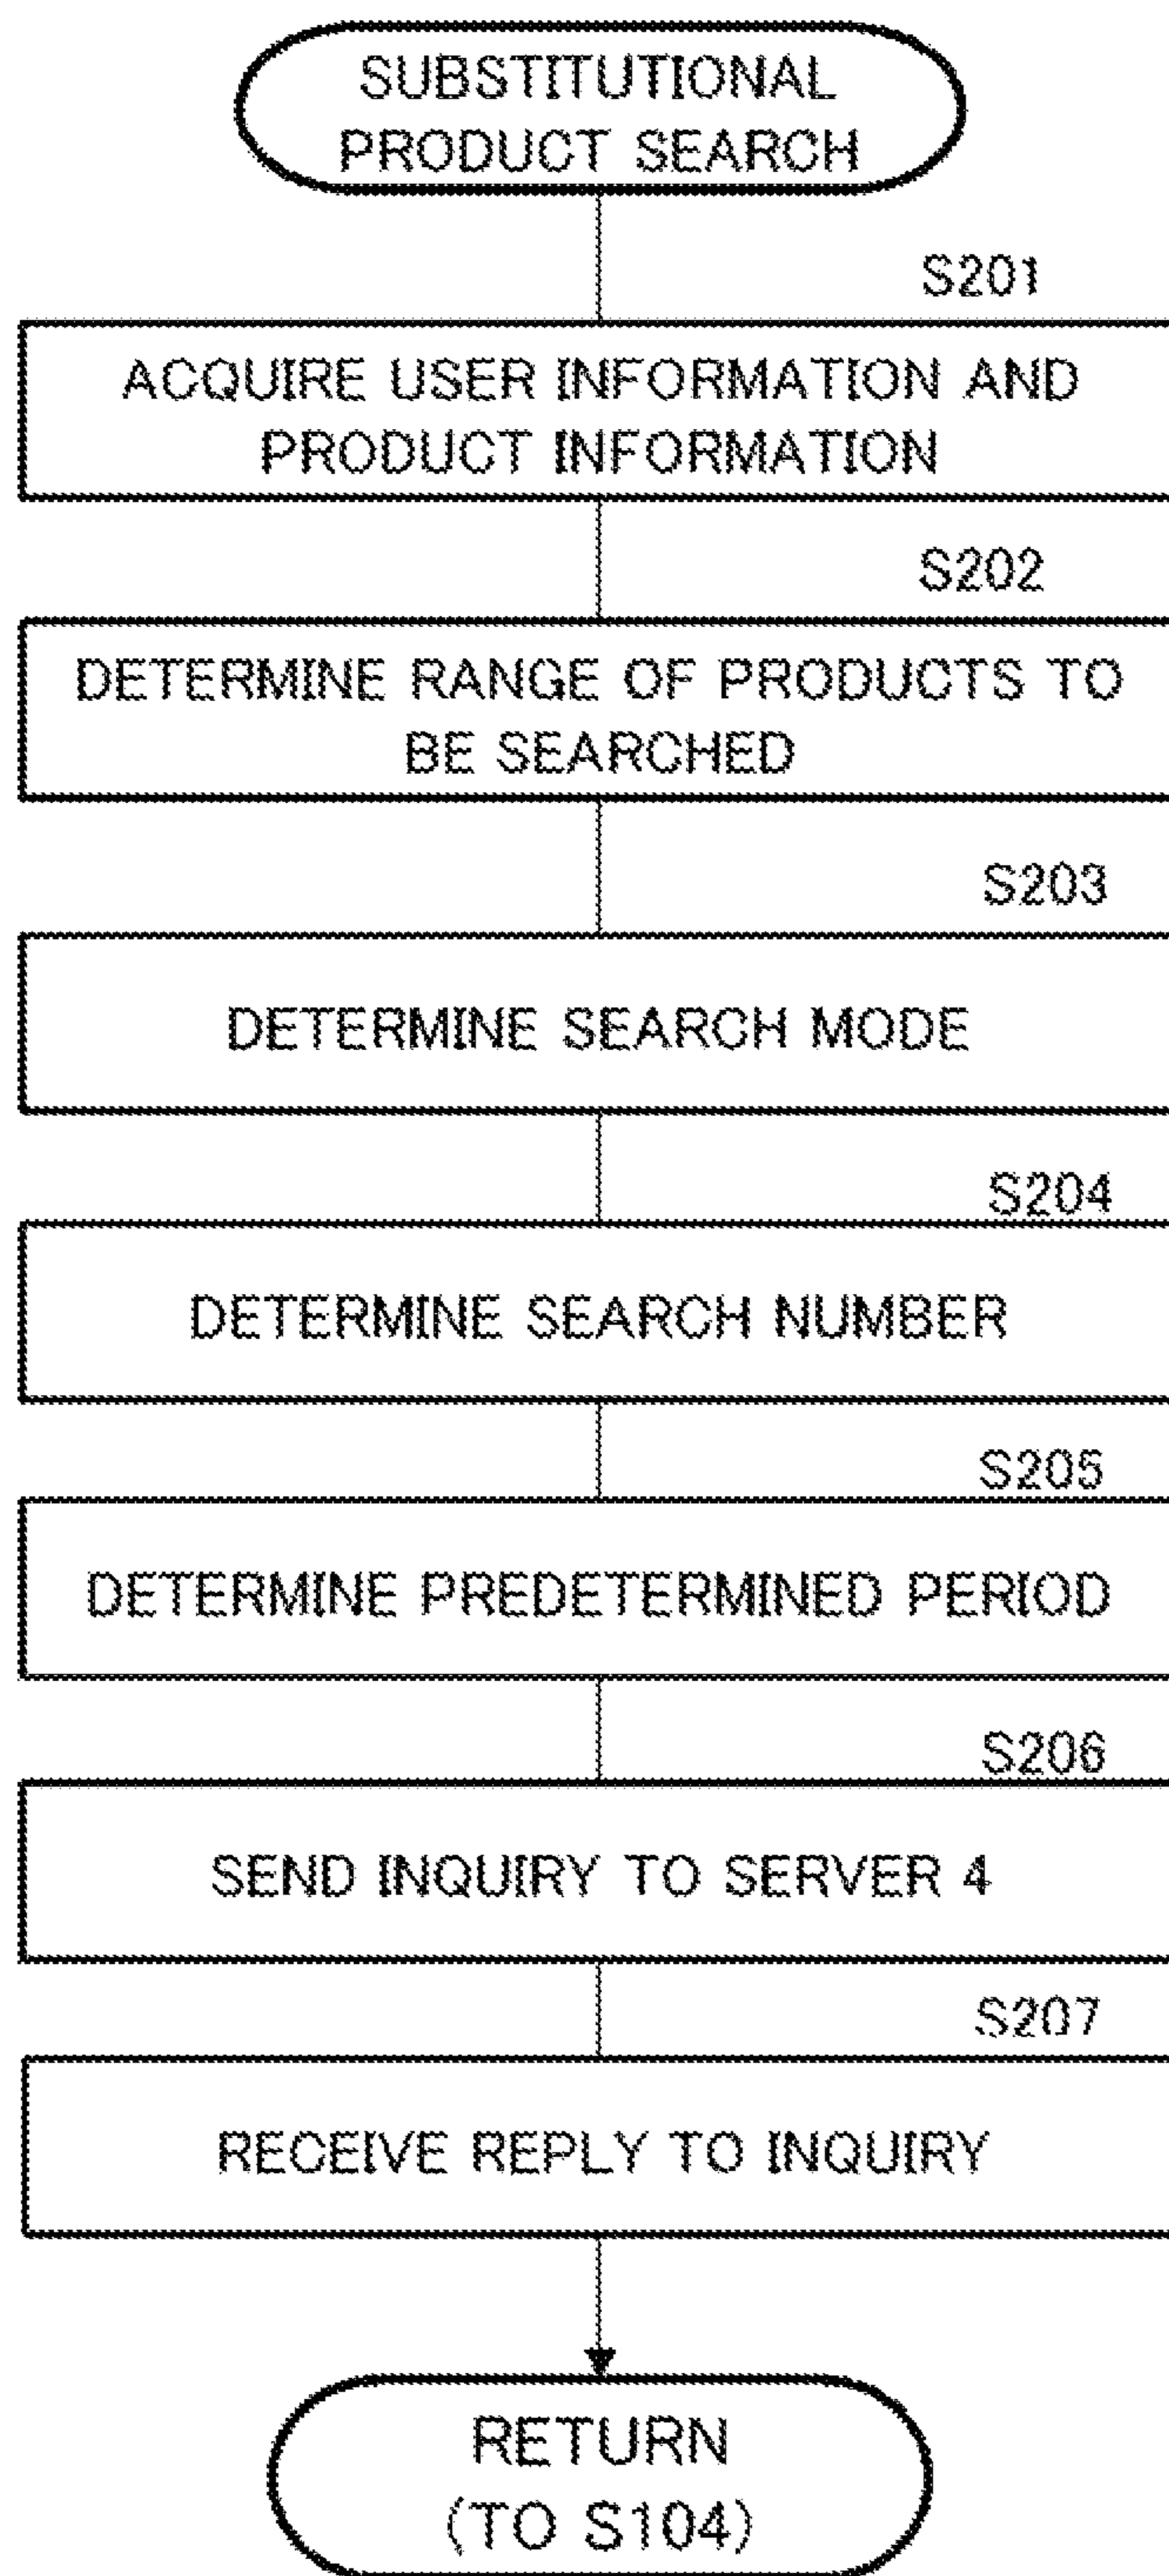 SUBSTITUTIONAL
PRODUCT SEARCH
S201
ACQUIRE USER INFORMATION AND
PRODUCT INFORMATION
S202
DETERMINE RANGE OF PRODUCTS TO
BE SEARCHED
S203
DETERMINE SEARCH MODE
S204
DETERMINE SEARCH NUMBER
S205
DETERMINE PREDETERMINED PERIOD
S206
SEND INQUIRY TO SERVER 4
S207
RECEIVE REPLY TO INQUIRY
RETURN
(TO S104)